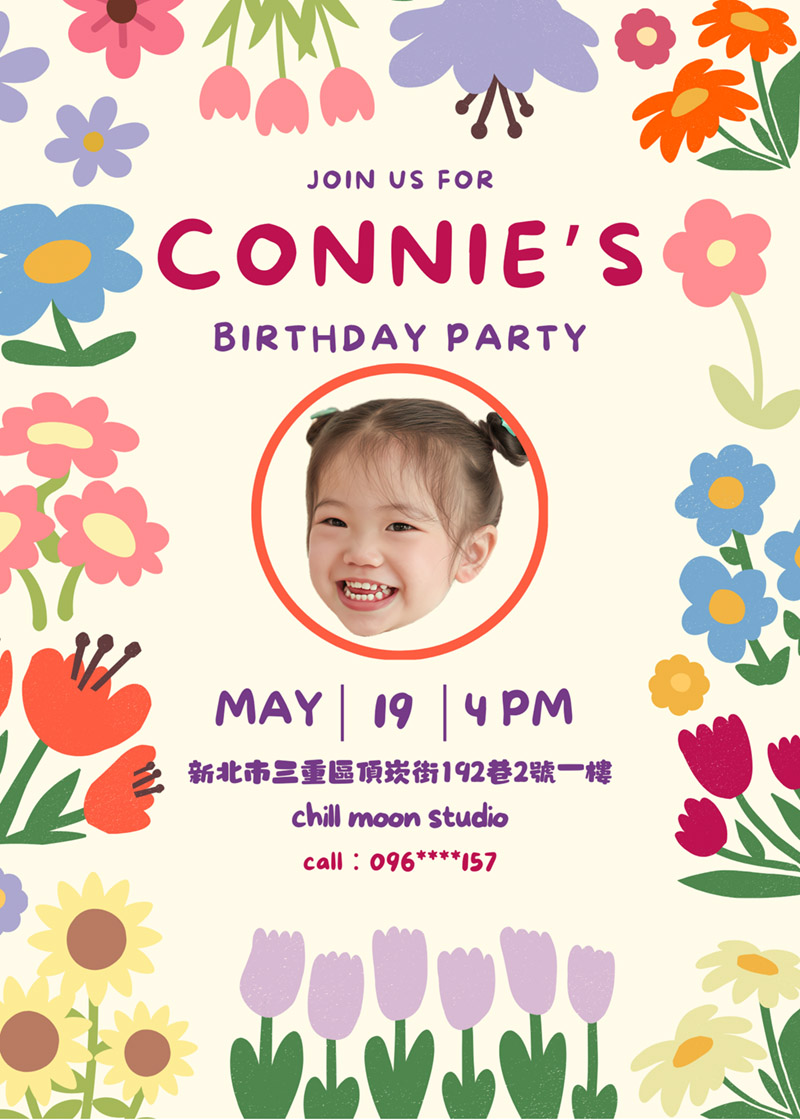 JOIN US FOR
CONNIE'S
BIRTHDAY PARTY
MAY | 19 | 4 PM
新北市三重區頂崁街192巷2號一樓
chill moon studio
call：096****157